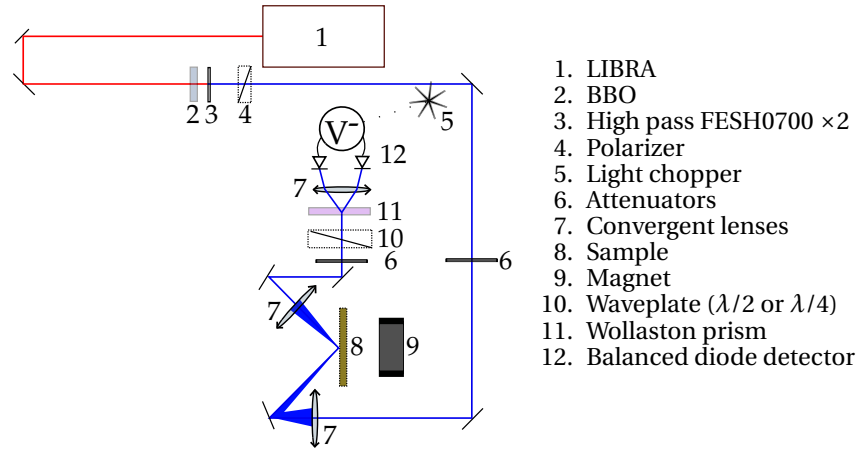 1
2 3 4
5
V-
12
7
11
10
6
6
7
8
9
7
1. LIBRA
2. BBO
3. High pass FESH0700 ×2
4. Polarizer
5. Light chopper
6. Attenuators
7. Convergent lenses
8. Sample
9. Magnet
10. Waveplate (λ/2 or λ/4)
11. Wollaston prism
12. Balanced diode detector